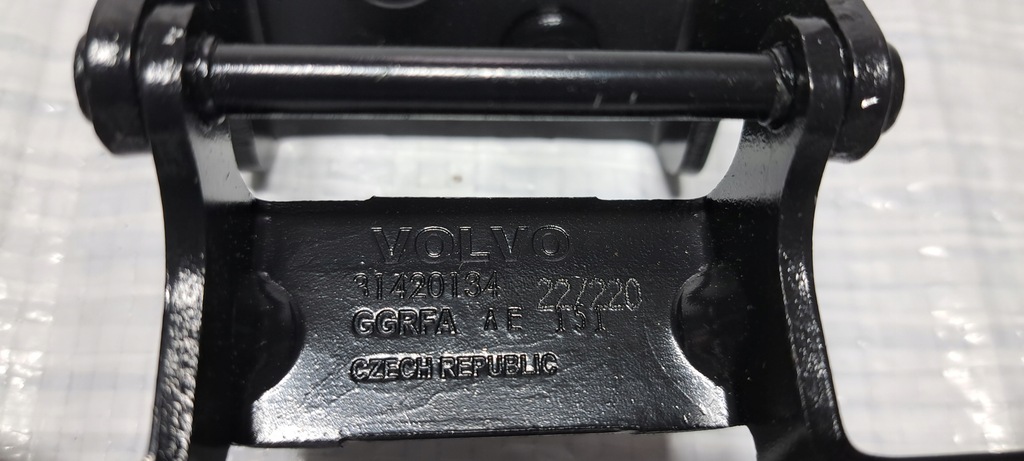 VOLVO
31420134 227220
GGRFA AE 151
CZECH REPUBLIC